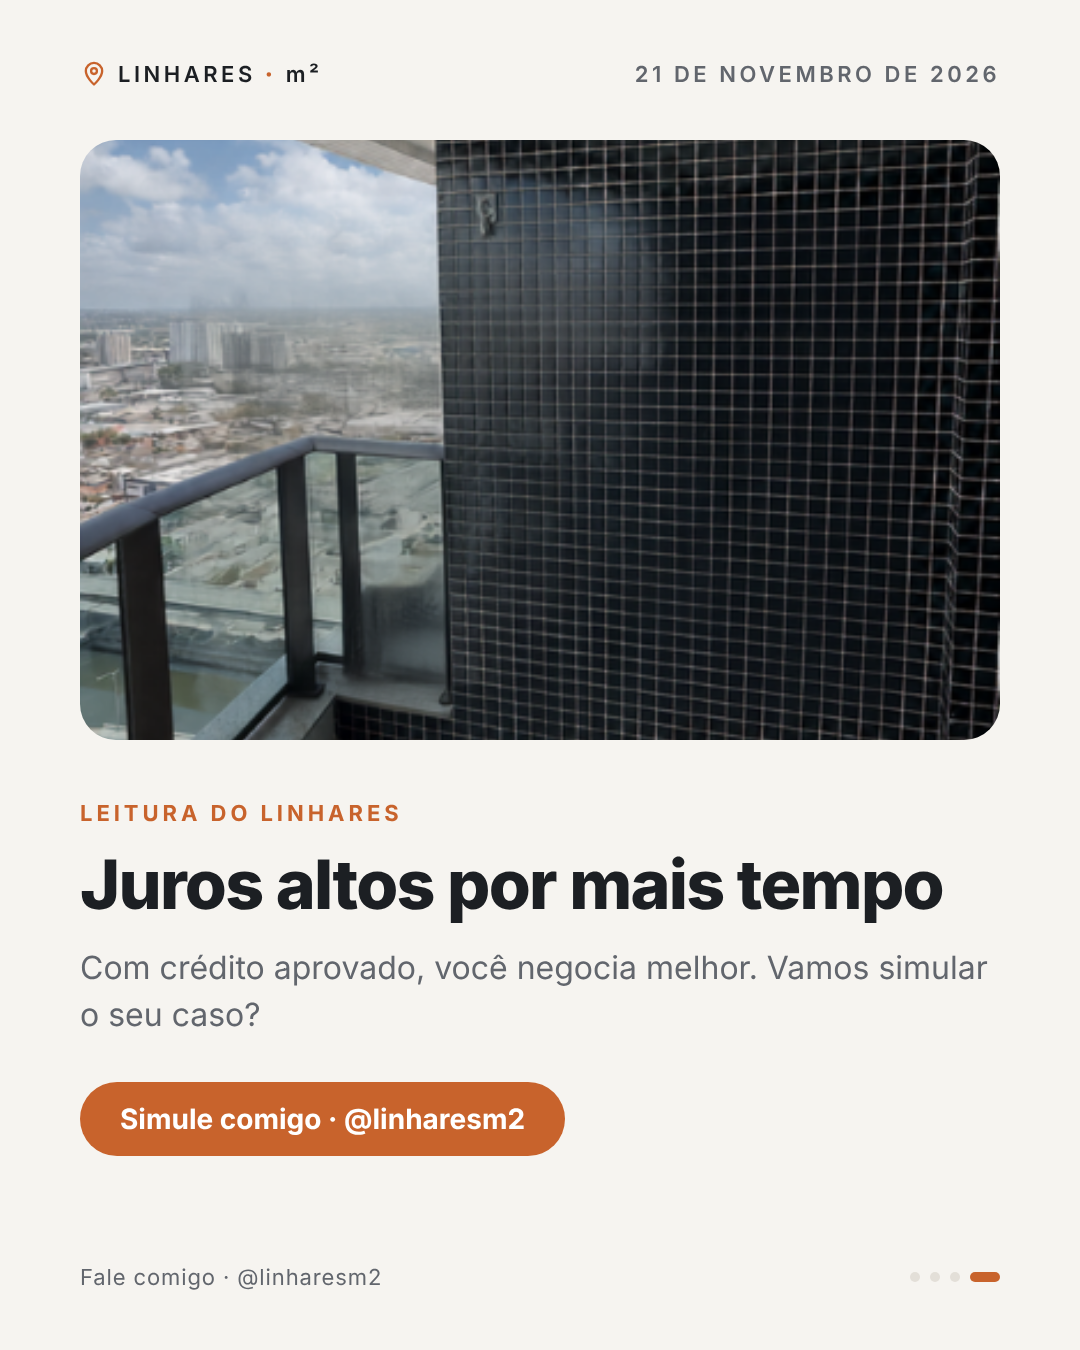 LINHARES · m²
21 DE NOVEMBRO DE 2026
LEITURA DO LINHARES
Juros altos por mais tempo
Com crédito aprovado, você negocia melhor. Vamos simular
o seu caso?
Simule comigo · @linharesm2
Fale comigo · @linharesm2